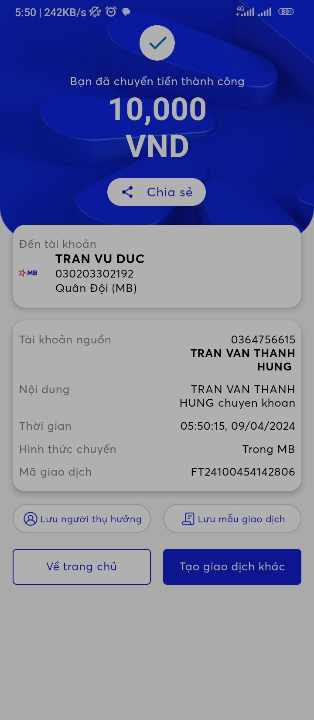 5:50 | 242KB/s
4G
Bạn đã chuyển tiền thành công
10,000
VND
Chia sẻ
Đến tài khoản
TRAN VU DUC
MB
030203302192
Quân Đội (MB)
Tài khoản nguồn
0364756615
TRAN VAN THANH
HUNG
Nội dung
TRAN VAN THANH
HUNG chuyen khoan
Thời gian
05:50:15, 09/04/2024
Hình thức chuyển
Trong MB
Mã giao dịch
FT24100454142806
Lưu người thụ hưởng
Lưu mẫu giao dịch
Về trang chủ
Tạo giao dịch khác